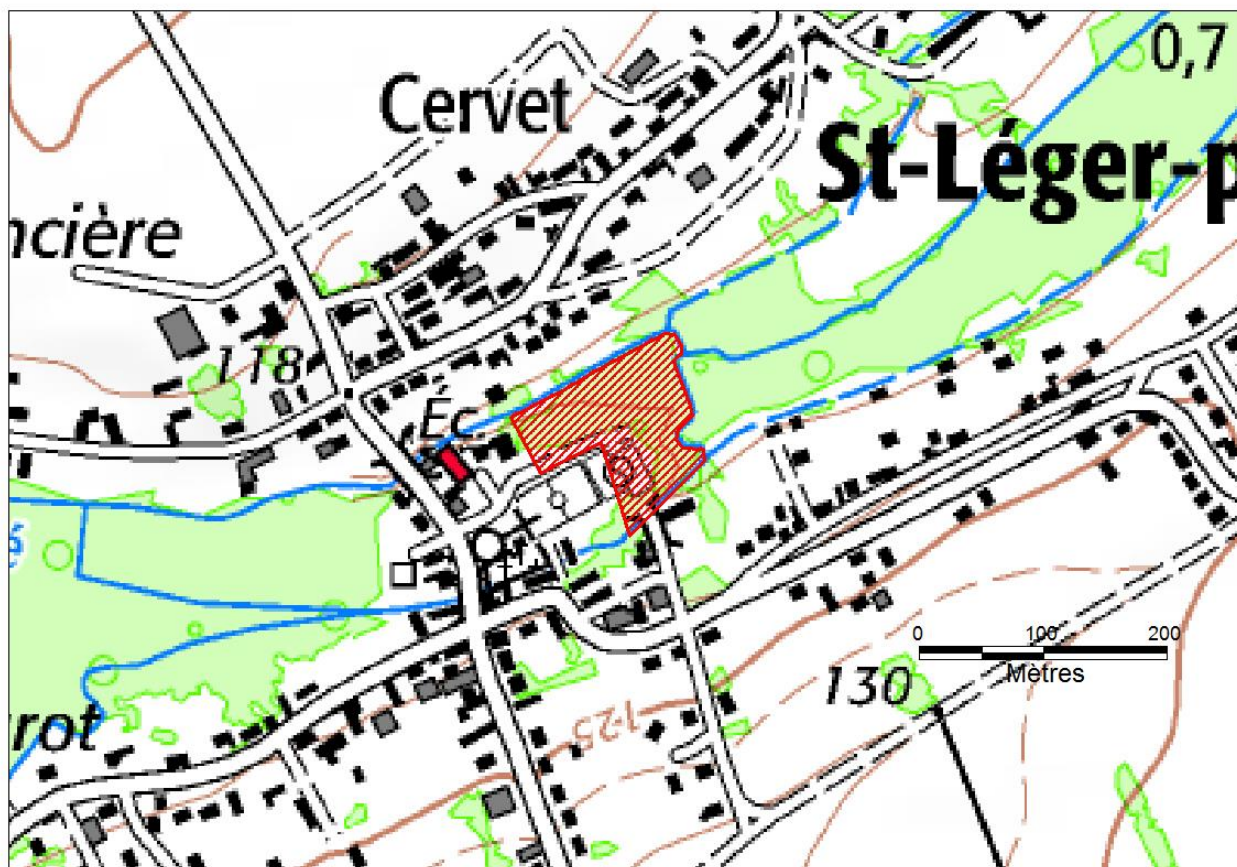 0,7
Cervet
St-Léger-p
ncière
118
Éc.
0 100 200
Mètres
130
125
rot